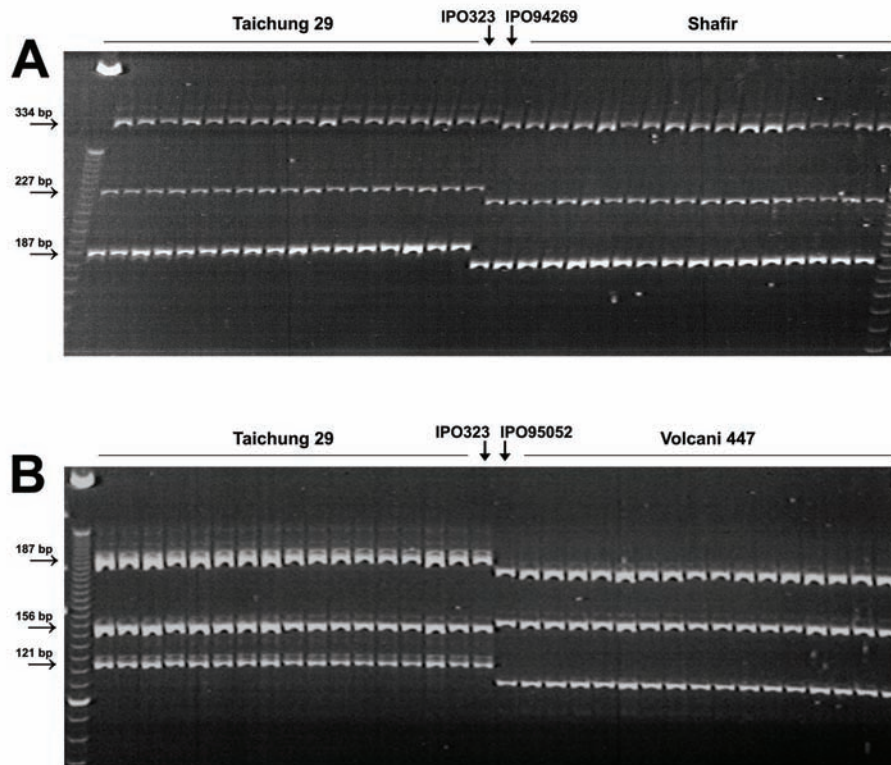 Taichung 29 IPO323 IPO94269 Shafir
A
334 bp
227 bp
187 bp
Taichung 29 IPO323 IPO95052 Volcani 447
B
187 bp
156 bp
121 bp